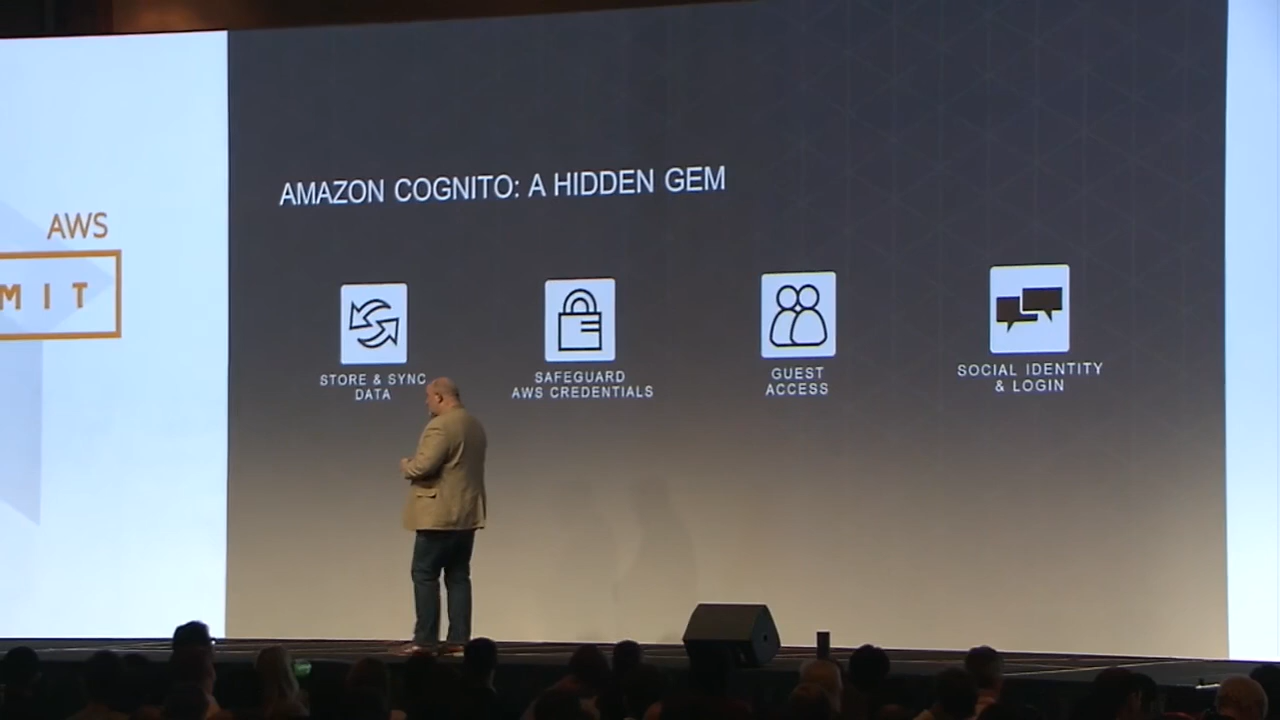 AMAZON COGNITO: A HIDDEN GEM
AWS
MIT
STORE & SYNC
DATA
SAFEGUARD
AWS CREDENTIALS
GUEST
ACCESS
SOCIAL IDENTITY
& LOGIN